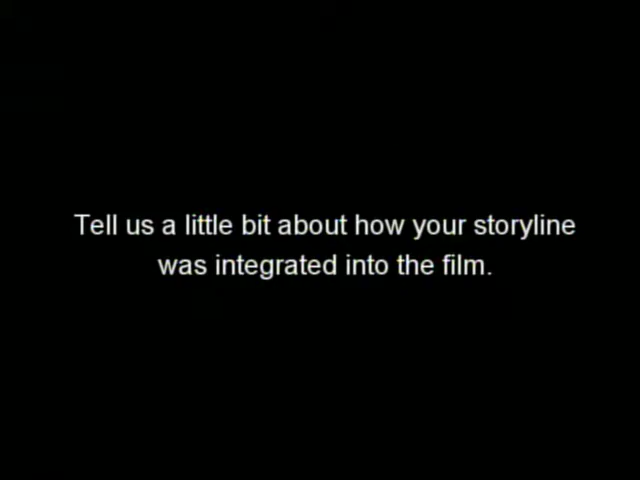 Tell us a little bit about how your storyline
was integrated into the film.